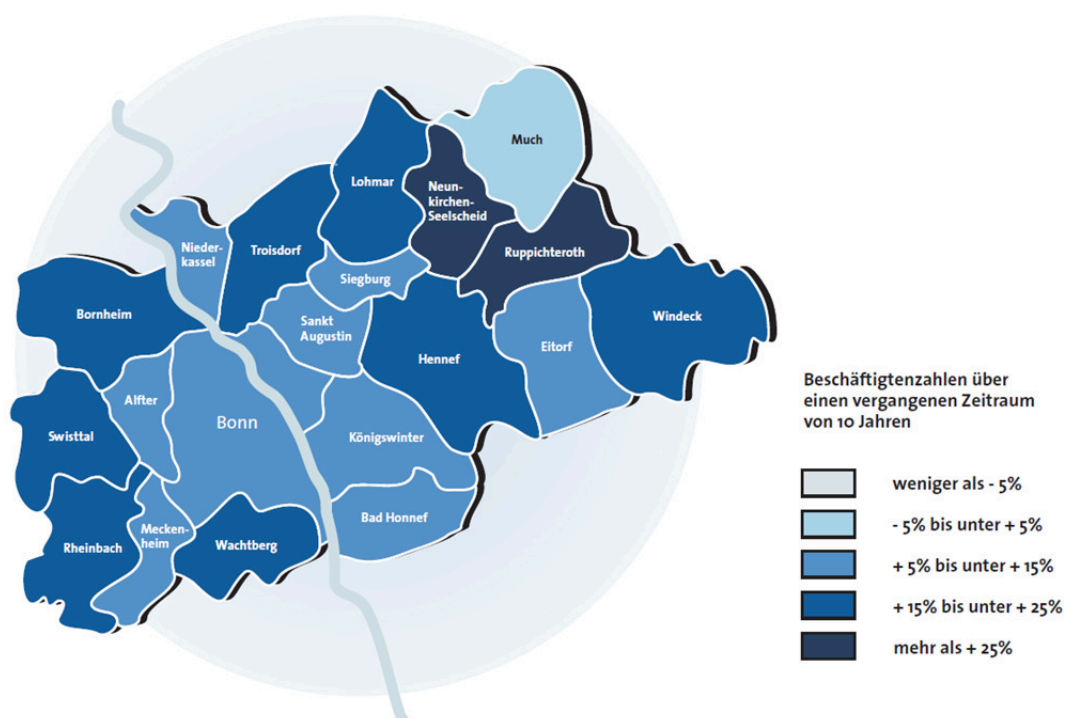 Much
Lohmar
Neun-
kirchen-
Seelscheid
Nieder-
kassel
Troisdorf
Ruppichteroth
Siegburg
Bornheim
Sankt
Augustin
Windeck
Hennef
Eitorf
Alfter
Bonn
Swisttal
Königswinter
Bad Honnef
Mecken-
heim
Rheinbach
Wachtberg
Beschäftigtenzahlen über
einen vergangenen Zeitraum
von 10 Jahren
weniger als - 5%
- 5% bis unter + 5%
+ 5% bis unter + 15%
+ 15% bis unter + 25%
mehr als + 25%